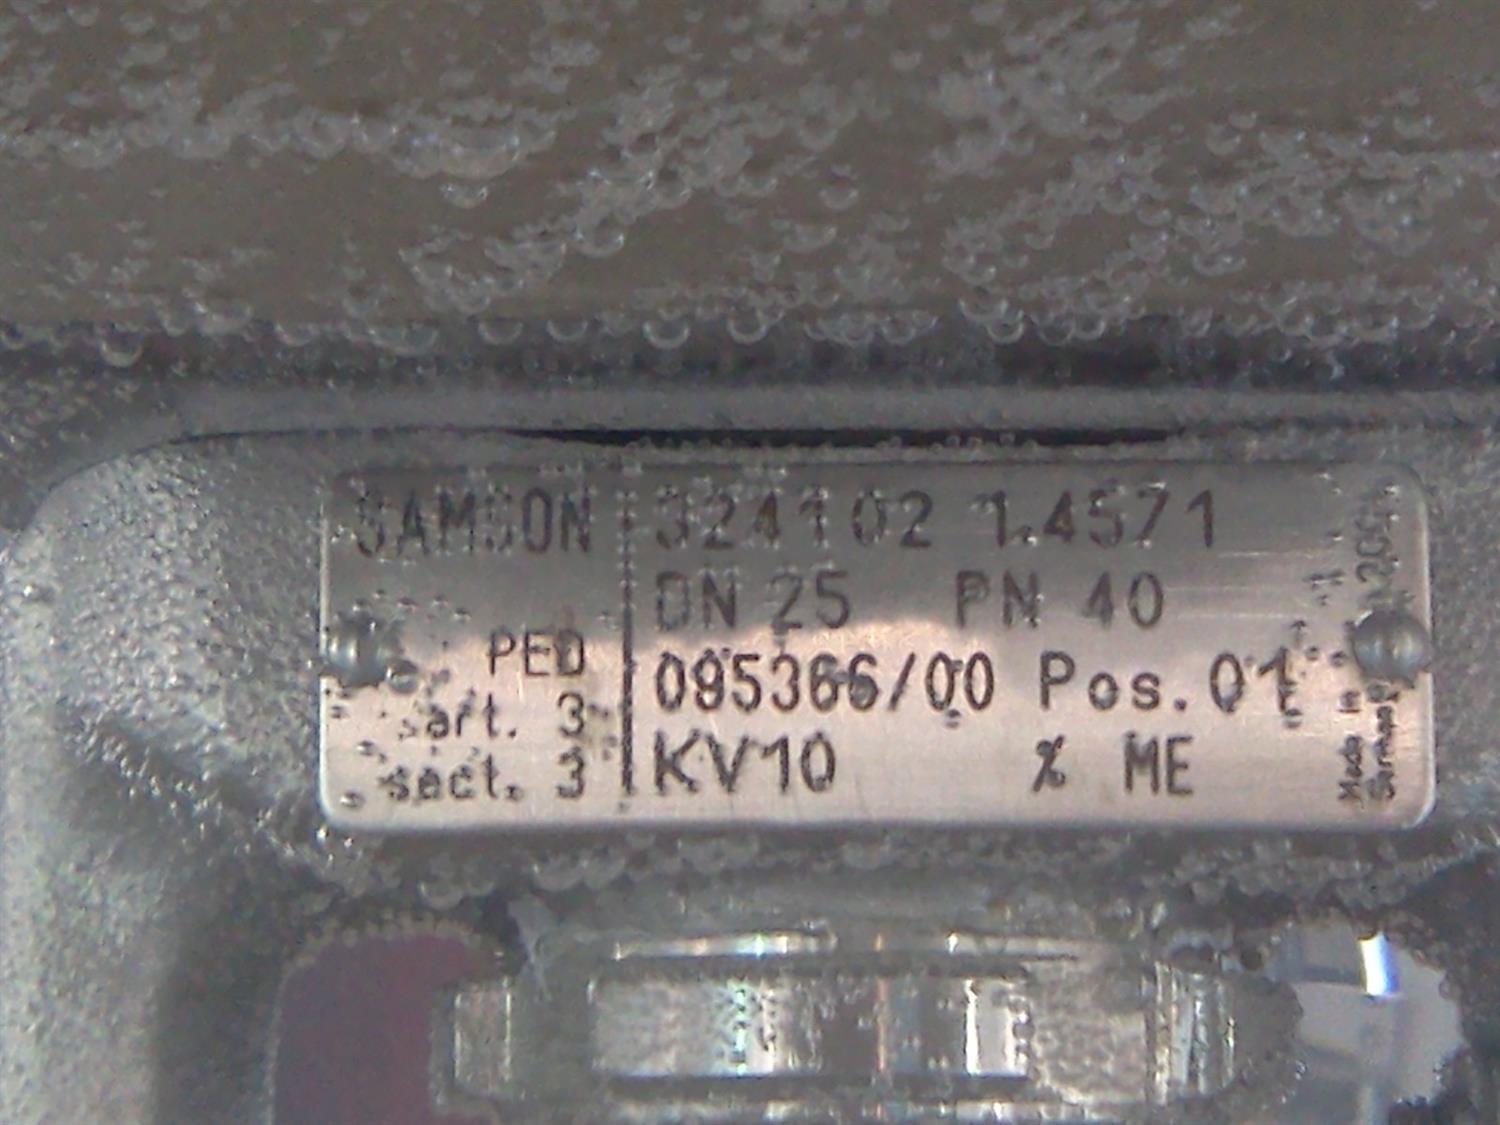 SAMSON 324102 1.4571
DN 25 PN 40
PED 095366/00 Pos. 01
art. 3
sect. 3 KV10 % ME
Made in
Germany